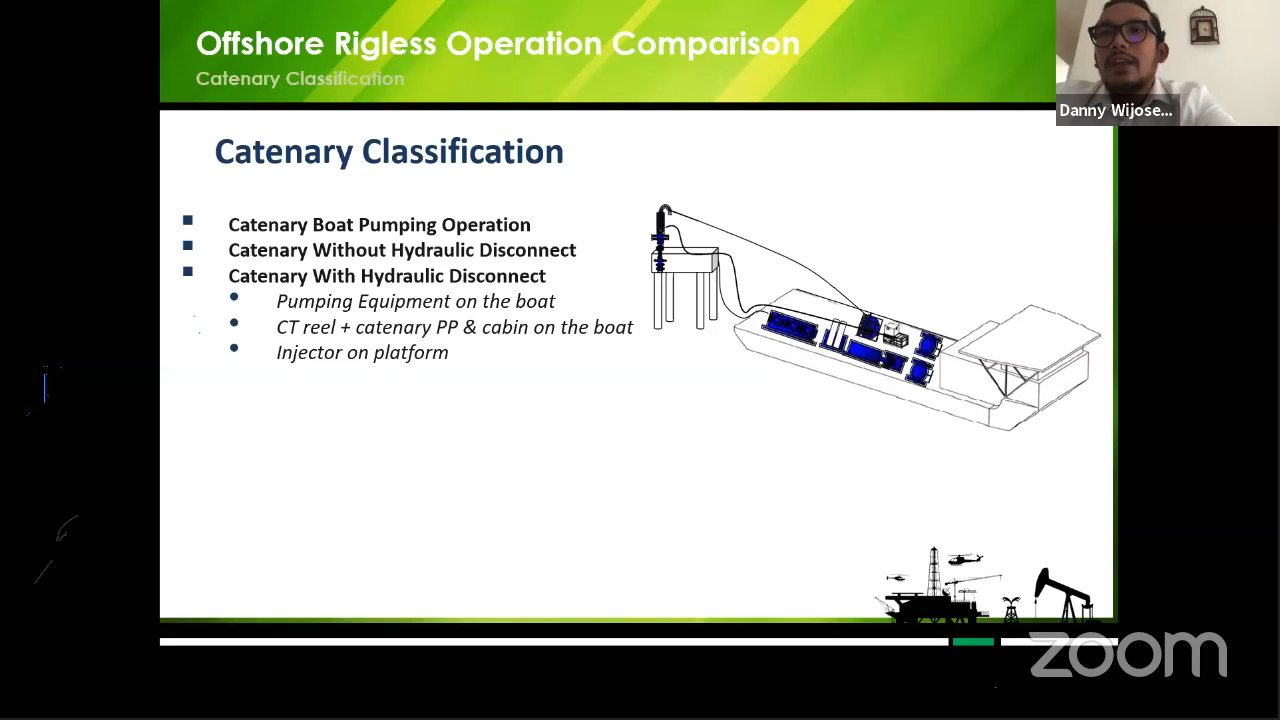 Offshore Rigless Operation Comparison
Catenary Classification
Danny Wijose...
Catenary Classification
Catenary Boat Pumping Operation
Catenary Without Hydraulic Disconnect
Catenary With Hydraulic Disconnect
Pumping Equipment on the boat
CT reel + catenary PP & cabin on the boat
Injector on platform
zoom